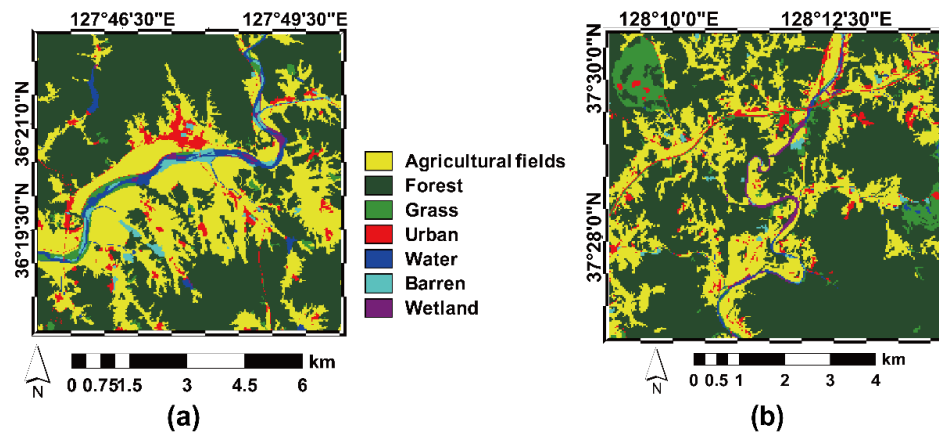 127°46'30"E 127°49'30"E
36°21'0"N
36°19'30"N
128°10'0"E 128°12'30"E
37°30'0"N
37°28'0"N
Agricultural fields
Forest
Grass
Urban
Water
Barren
Wetland
km
0 0.751.5 3 4.5 6
N
(a)
km
0 0.5 1 2 3 4
N
(b)